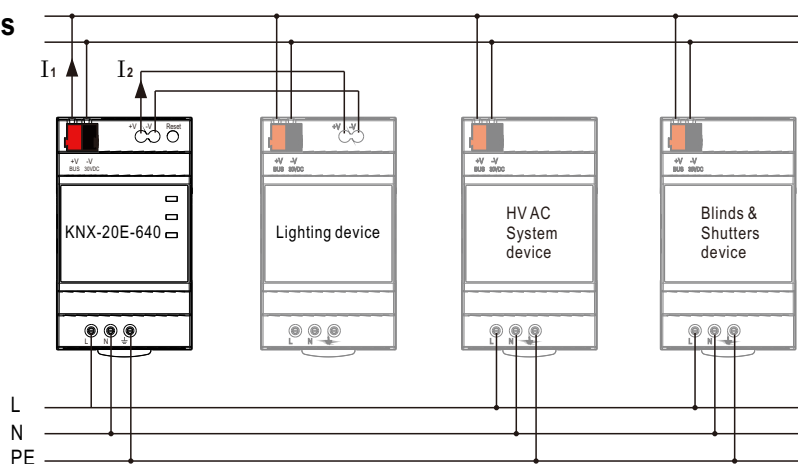 s
I1 I2
+V -V Reset +V -V
+V -V
BUS 30VDC
+V -V
BUS 30VDC
+V -V
BUS 30VDC
+V -V
BUS 30VDC
KNX-20E-640
Lighting device
HV AC
System
device
Blinds &
Shutters
device
L N
L N
L N
L N
L
N
PE